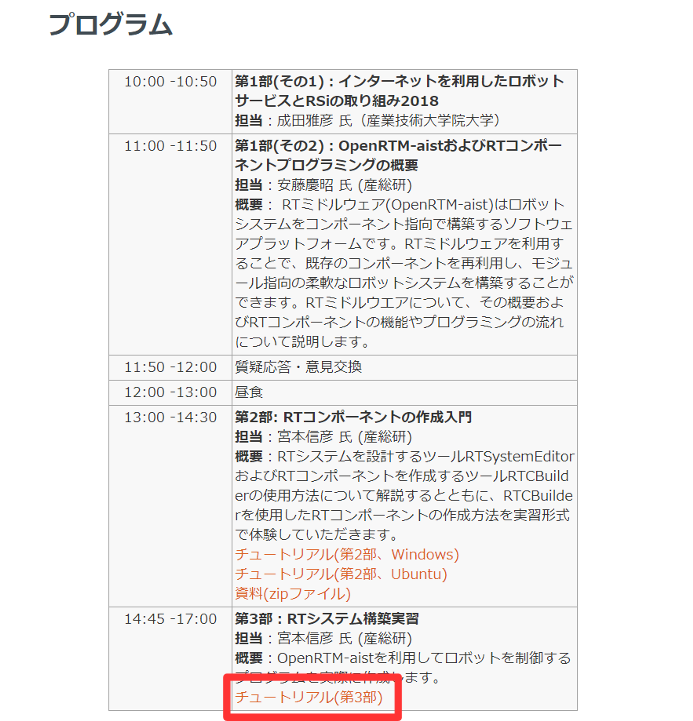 プログラム
10:00 -10:50
第1部(その1)：インターネットを利用したロボット
サービスとRSiの取り組み2018
担当：成田雅彦 氏（産業技術大学院大学）
11:00 -11:50
第1部(その2)：OpenRTM-aistおよびRTコンポー
ネントプログラミングの概要
担当：安藤慶昭 氏 (産総研)
概要： RTミドルウェア(OpenRTM-aist)はロボット
システムをコンポーネント指向で構築するソフトウェ
アプラットフォームです。RTミドルウェアを利用す
ることで、既存のコンポーネントを再利用し、モジュ
ール指向の柔軟なロボットシステムを構築することが
できます。RTミドルウエアについて、その概要およ
びRTコンポーネントの機能やプログラミングの流れ
について説明します。
11:50 -12:00
質疑応答・意見交換
12:00 -13:00
昼食
13:00 -14:30
第2部: RTコンポーネントの作成入門
担当：宮本信彦 氏 (産総研)
概要：RTシステムを設計するツールRTSystemEditor
およびRTコンポーネントを作成するツールRTCBuild
erの使用方法について解説するとともに、RTCBuilde
rを使用したRTコンポーネントの作成方法を実習形式
で体験していただきます。
チュートリアル(第2部、Windows)
チュートリアル(第2部、Ubuntu)
資料(zipファイル)
14:45 -17:00
第3部：RTシステム構築実習
担当：宮本信彦 氏 (産総研)
概要：OpenRTM-aistを利用してロボットを制御する
プログラムを実際に作成します。
チュートリアル(第3部)